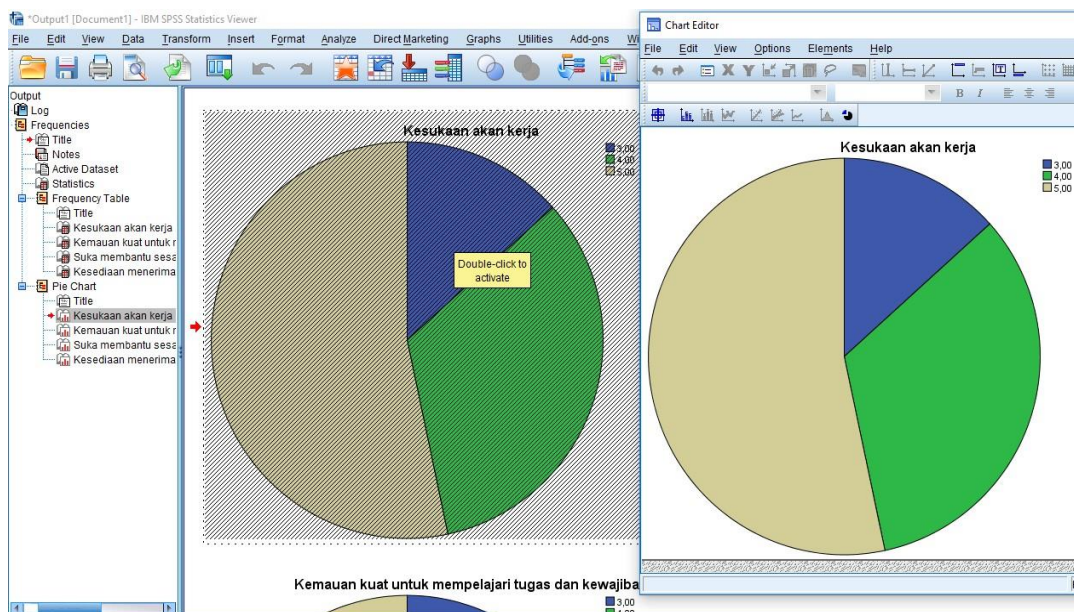 *Output1 [Document1] - IBM SPSS Statistics Viewer
File Edit View Data Transform Insert Format Analyze Direct Marketing Graphs Utilities Add-ons
Output
Log
Frequencies
Title
Notes
Active Dataset
Statistics
Frequency Table
Title
Kesukaan akan kerja
Kemauan kuat untuk
Suka membantu
Kesediaan menerima
Pie Chart
Title
Kesukaan akan kerja
Kemauan kuat untuk
Suka membantu
Kesediaan menerima
Kesukaan akan kerja
3,00
4,00
5,00
Double-click to
activate
Kemauan kuat untuk mempelajari tugas dan
3,00
Chart Editor
File Edit View Options Elements Help
X Y
B I
Kesukaan akan kerja
3,00
4,00
5,00